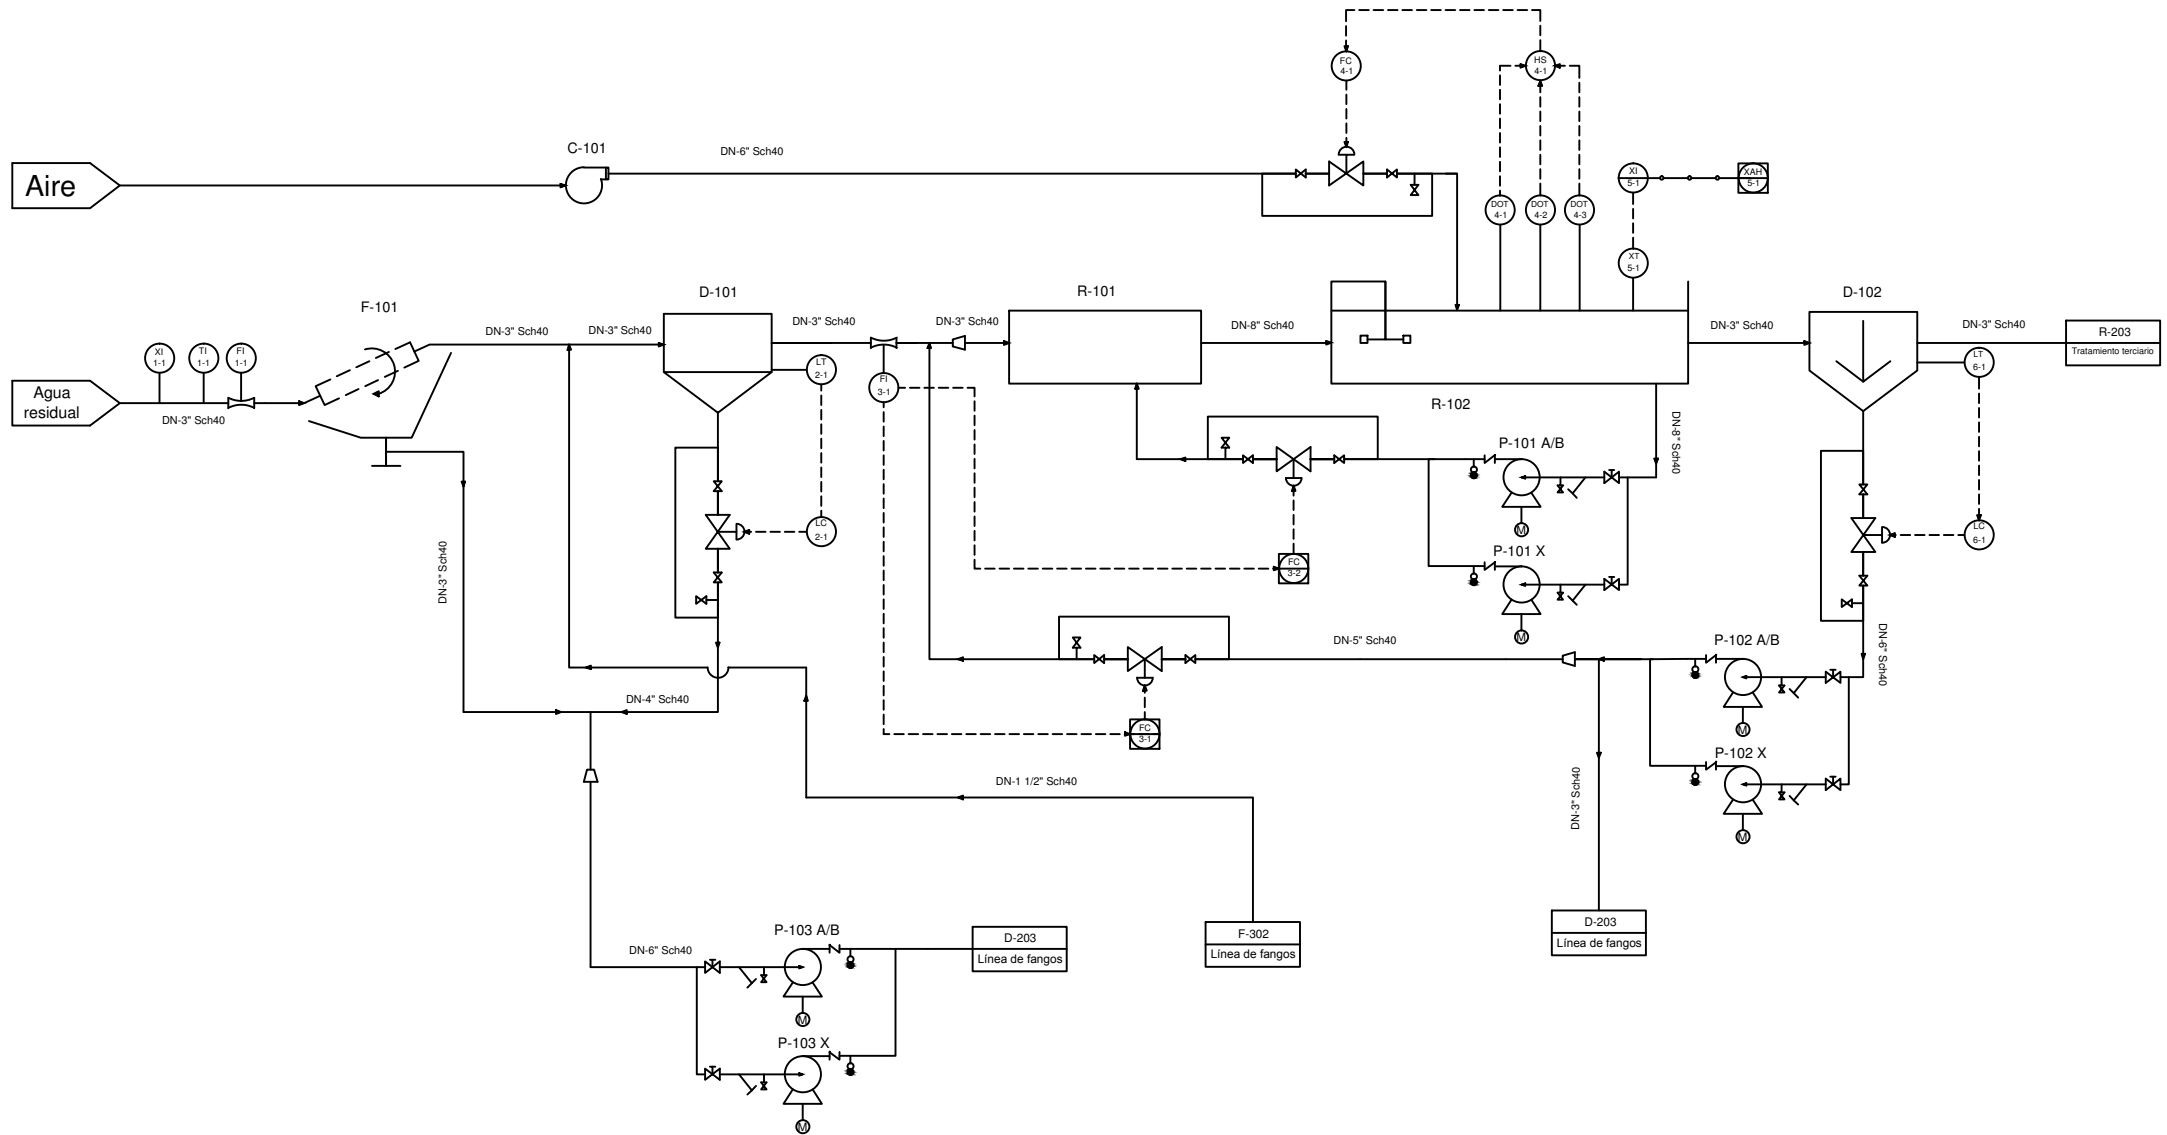 FC
4-1
HS
4-1
C-101
DN-6" Sch40
Aire
XI
5-1
XAH
5-1
DOT
4-1
DOT
4-2
DOT
4-3
XT
5-1
F-101
D-101
R-101
D-102
DN-3" Sch40
DN-3" Sch40
DN-3" Sch40
DN-3" Sch40
DN-8" Sch40
DN-3" Sch40
DN-3" Sch40
R-203
Tratamiento terciario
XI
1-1
TI
1-1
FI
1-1
LT
2-1
FI
3-1
LT
6-1
Agua
residual
DN-3" Sch40
R-102
DN-8" Sch40
P-101 A/B
M
LC
2-1
LC
6-1
P-101 X
M
FC
3-2
DN-3" Sch40
DN-5" Sch40
P-102 A/B
DN-6" Sch40
M
DN-4" Sch40
FC
3-1
P-102 X
M
DN-1 1/2" Sch40
DN-3" Sch40
P-103 A/B
DN-6" Sch40
M
D-203
Línea de fangos
F-302
Línea de fangos
D-203
Línea de fangos
P-103 X
M